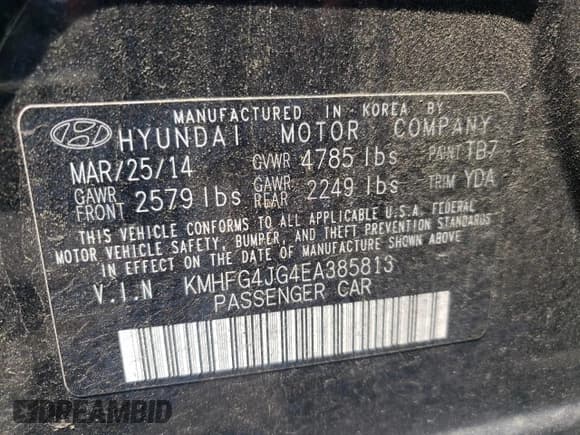 MANUFACTURED IN KOREA BY
HYUNDAI MOTOR COMPANY
MAR/25/14 GVWR 4785 lbs PAINT TB7
GAWR FRONT 2579 lbs GAWR REAR 2249 lbs TRIM YDA
THIS VEHICLE CONFORMS TO ALL APPLICABLE U.S.A. FEDERAL
MOTOR VEHICLE SAFETY, BUMPER, AND THEFT PREVENTION STANDARDS
IN EFFECT ON THE DATE OF MANUFACTURE SHOWN ABOVE
V.I.N KMHFG4JG4EA385813
PASSENGER CAR
DREAMBID